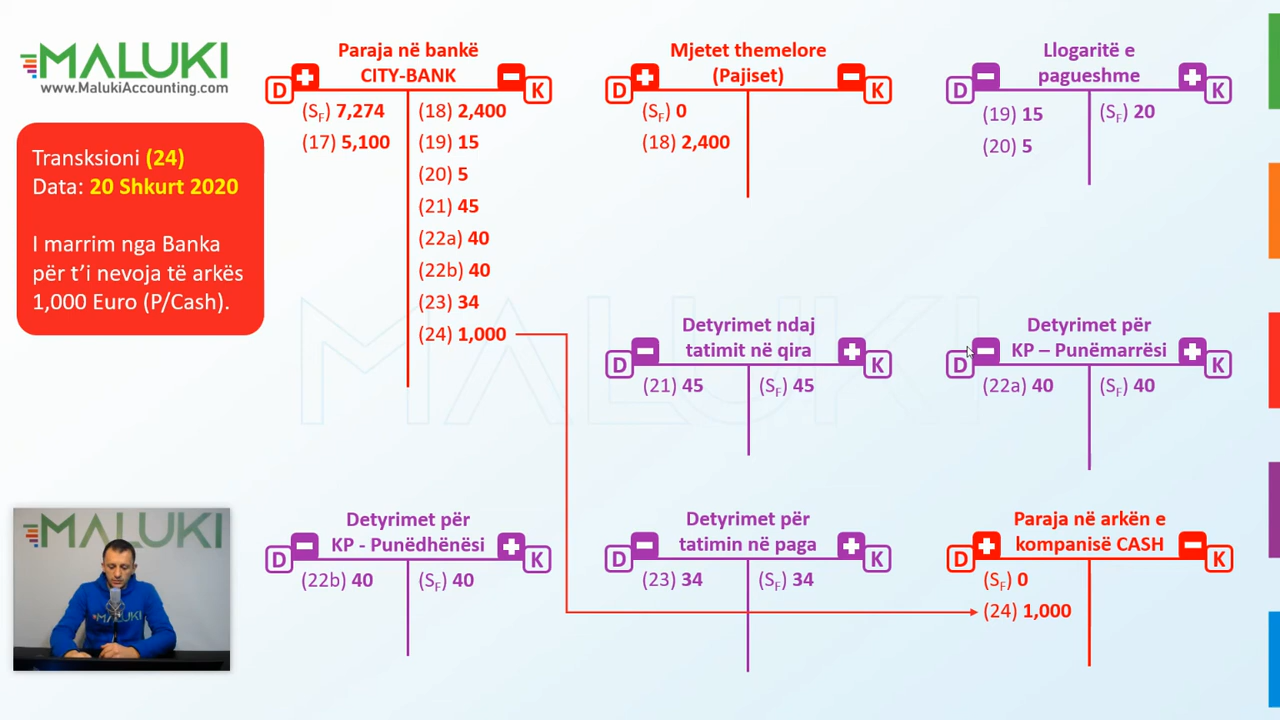 MALUKI
www.MalukiAccounting.com
Transksioni (24)
Data: 20 Shkurt 2020
I marrim nga Banka
për t'i nevoja të arkës
1,000 Euro (P/Cash).
Paraja në bankë
CITY-BANK
D + − K
(SF) 7,274 (18) 2,400
(17) 5,100 (19) 15
(20) 5
(21) 45
(22a) 40
(22b) 40
(23) 34
(24) 1,000
Mjetet themelore
(Pajiset)
D + − K
(SF) 0
(18) 2,400
Llogaritë e
pagueshme
D − + K
(19) 15 (SF) 20
(20) 5
MALUKI
Detyrimet ndaj
tatimit në qira
D − + K
(21) 45 (SF) 45
Detyrimet për
KP – Punëmarrësi
D − + K
(22a) 40 (SF) 40
Detyrimet për
KP - Punëdhënësi
D − + K
(22b) 40 (SF) 40
Detyrimet për
tatimin në paga
D − + K
(23) 34 (SF) 34
Paraja në arkën e
kompanisë CASH
D + − K
(SF) 0
(24) 1,000
MALUKI
MALUKI